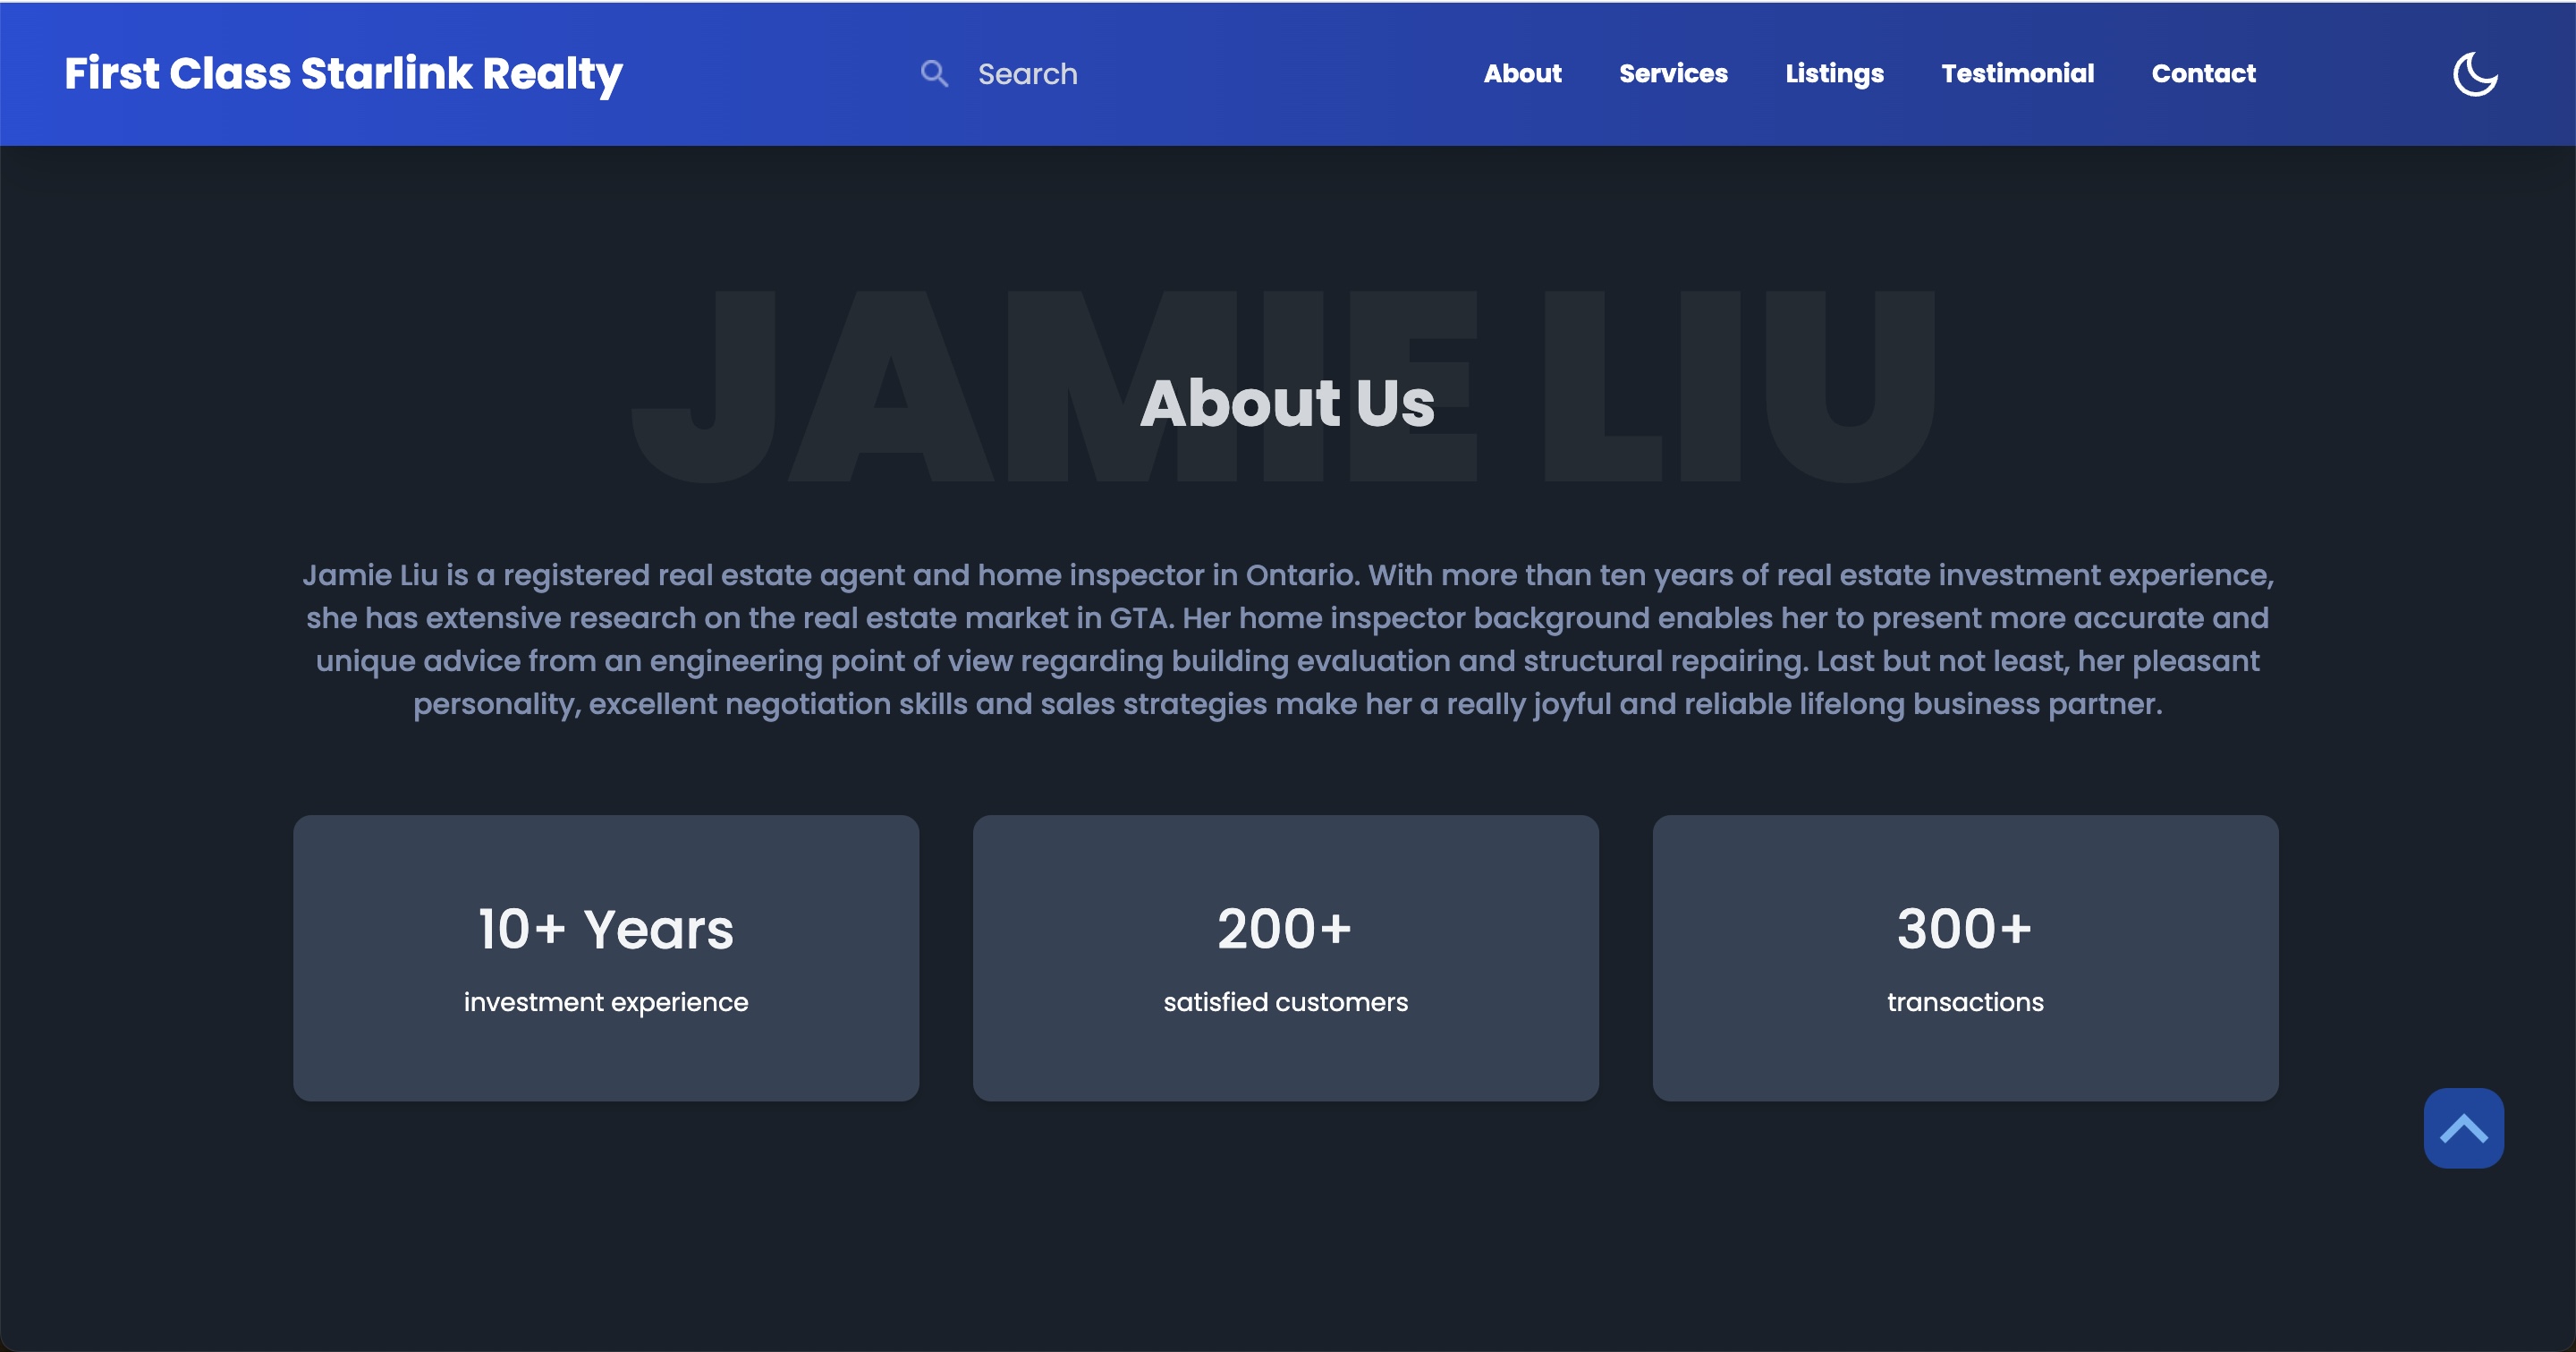 First Class Starlink Realty
Search
About Services Listings Testimonial Contact
JAMIE LIU
About Us
Jamie Liu is a registered real estate agent and home inspector in Ontario. With more than ten years of real estate investment experience,
she has extensive research on the real estate market in GTA. Her home inspector background enables her to present more accurate and
unique advice from an engineering point of view regarding building evaluation and structural repairing. Last but not least, her pleasant
personality, excellent negotiation skills and sales strategies make her a really joyful and reliable lifelong business partner.
10+ Years
investment experience
200+
satisfied customers
300+
transactions